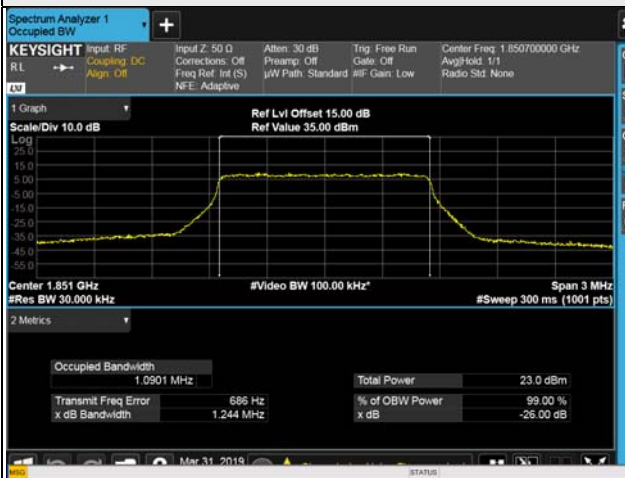 Spectrum Analyzer 1
Occupied BW
KEYSIGHT
RL
LXI
Input: RF
Coupling: DC
Align: Off
Input Z: 50 Ω
Corrections: Off
Freq Ref: Int (S)
NFE: Adaptive
Atten: 30 dB
Preamp: Off
µW Path: Standard
Trig: Free Run
Gate: Off
#IF Gain: Low
Center Freq: 1.850700000 GHz
Avg|Hold: 1/1
Radio Std: None
1 Graph
Scale/Div 10.0 dB
Ref Lvl Offset 15.00 dB
Ref Value 35.00 dBm
Log
25.0
15.0
5.00
-5.00
-15.0
-25.0
-35.0
-45.0
-55.0
Center 1.851 GHz
#Video BW 100.00 kHz*
Span 3 MHz
#Res BW 30.000 kHz
#Sweep 300 ms (1001 pts)
2 Metrics
Occupied Bandwidth
1.0901 MHz
Total Power 23.0 dBm
Transmit Freq Error 686 Hz
% of OBW Power 99.00 %
x dB Bandwidth 1.244 MHz
x dB -26.00 dB
Mar 31, 2019
MSG
STATUS